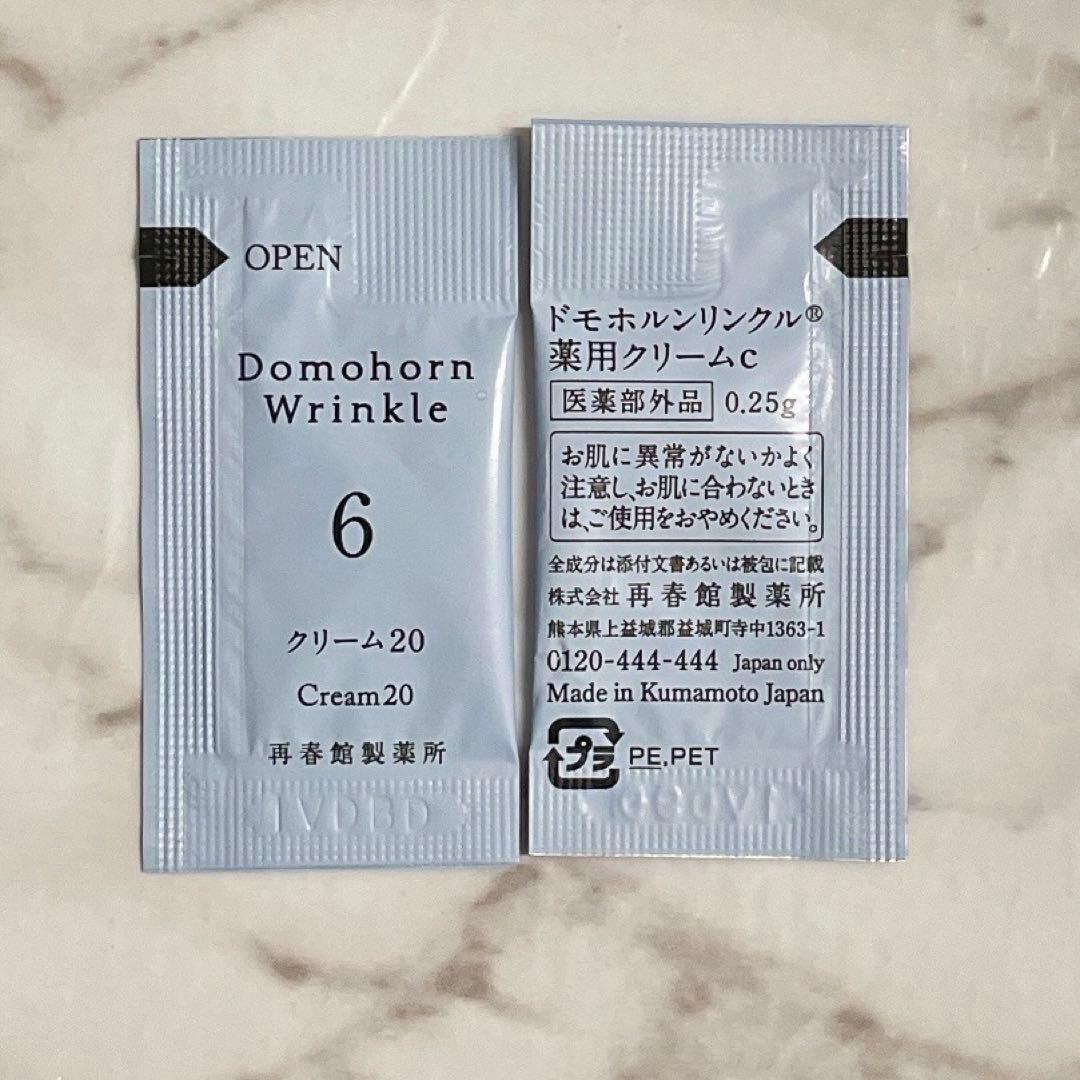 OPEN
Domohorn
Wrinkle
6
クリーム20
Cream20
再春館製薬所
1VDBD
ドモホルンリンクル®
薬用クリームc
医薬部外品 0.25g
お肌に異常がないかよく
注意し、お肌に合わないとき
は、ご使用をおやめください。
全成分は添付文書あるいは被包に記載
株式会社 再春館製薬所
熊本県上益城郡益城町寺中1363-1
0120-444-444 Japan only
Made in Kumamoto Japan
プラ PE,PET